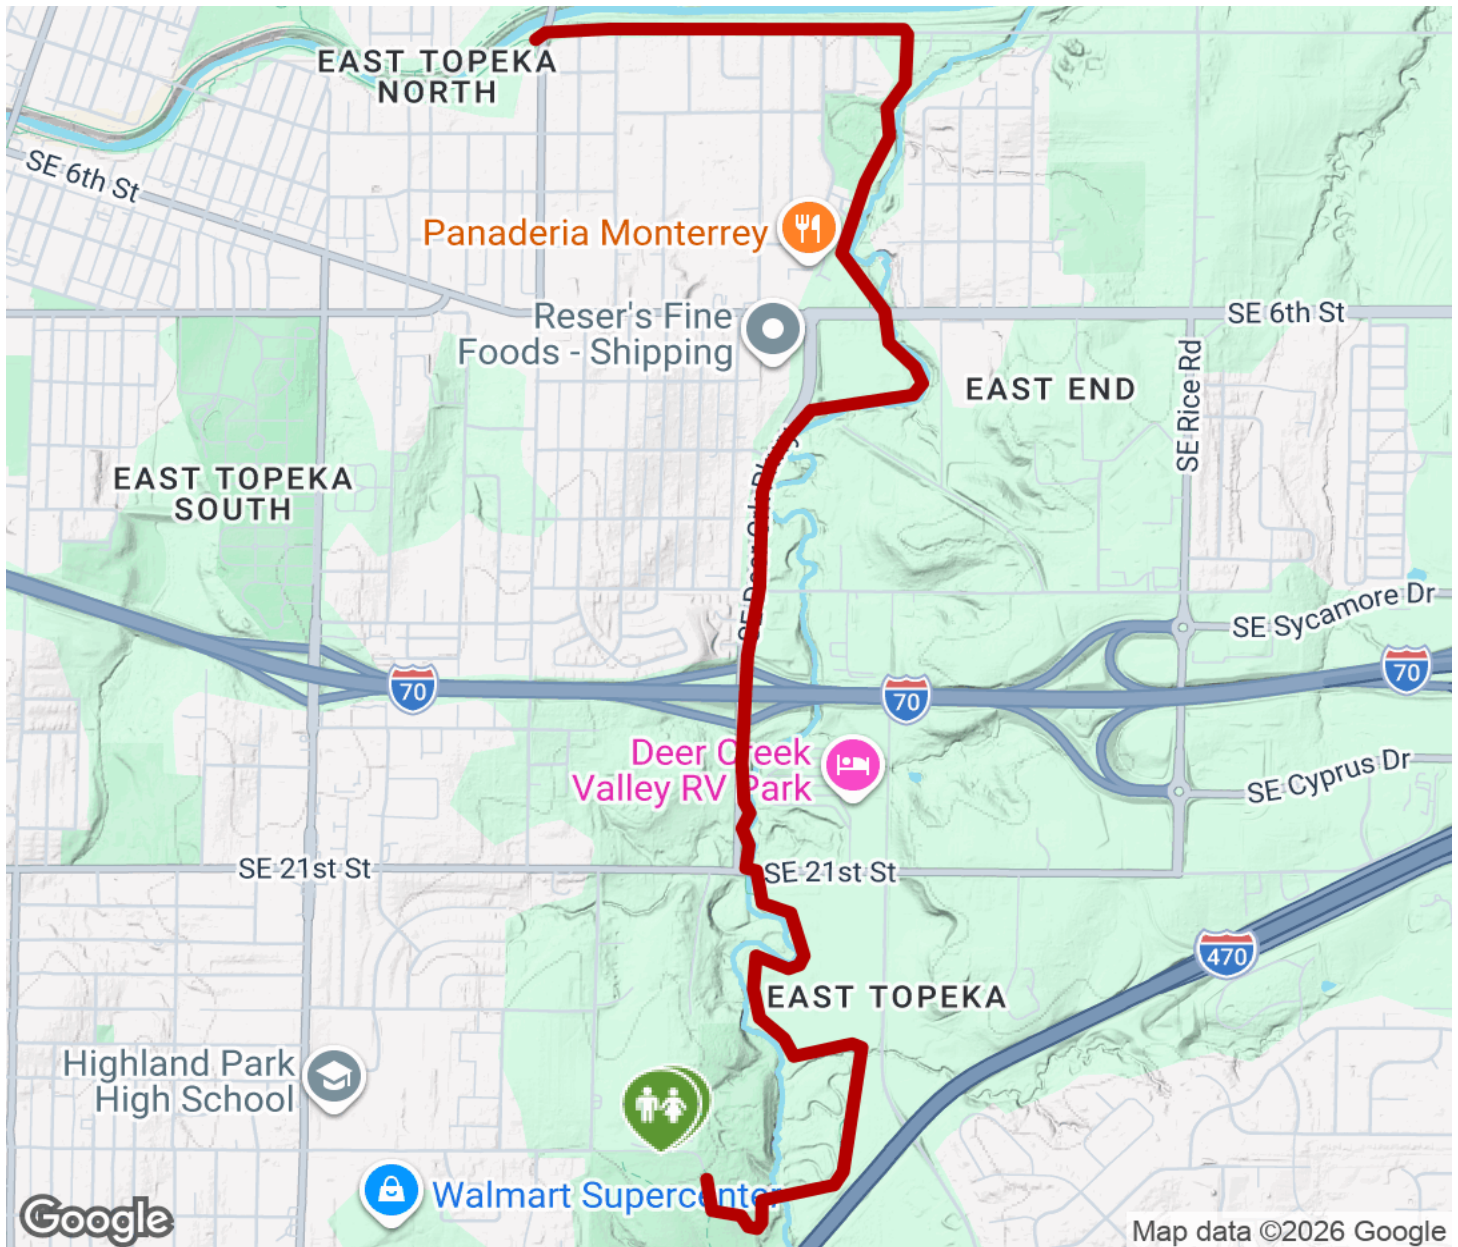 EAST TOPEKA
NORTH
SE 6th St
Panaderia Monterrey
Reser's Fine
Foods - Shipping
SE 6th St
EAST END
SE Rice Rd
EAST TOPEKA
SOUTH
SE Sycamore Dr
70
70
70
Deer Creek
Valley RV Park
SE Cyprus Dr
SE 21st St
SE 21st St
470
EAST TOPEKA
Highland Park
High School
Walmart Supercenter
Google
Map data ©2026 Google